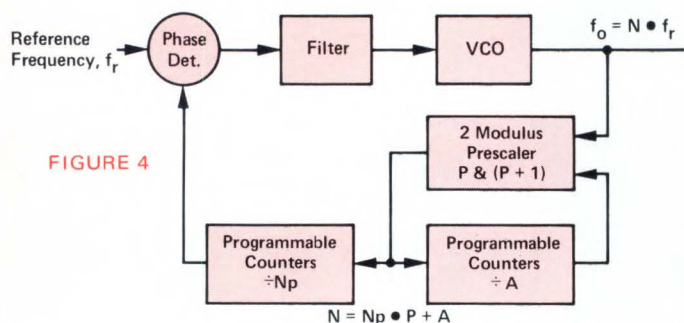 Reference
Frequency, fr
Phase
Det.
Filter
VCO
fo = N • fr
FIGURE 4
2 Modulus
Prescaler
P & (P + 1)
Programmable
Counters
÷Np
Programmable
Counters
÷ A
N = Np • P + A